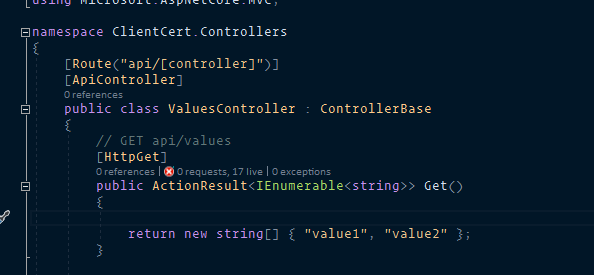 using Microsoft.AspNetCore.Mvc;
namespace ClientCert.Controllers
{
[Route("api/[controller]")]
[ApiController]
0 references
public class ValuesController : ControllerBase
{
// GET api/values
[HttpGet]
0 references | 0 requests, 17 live | 0 exceptions
public ActionResult<IEnumerable<string>> Get()
{
return new string[] { "value1", "value2" };
}